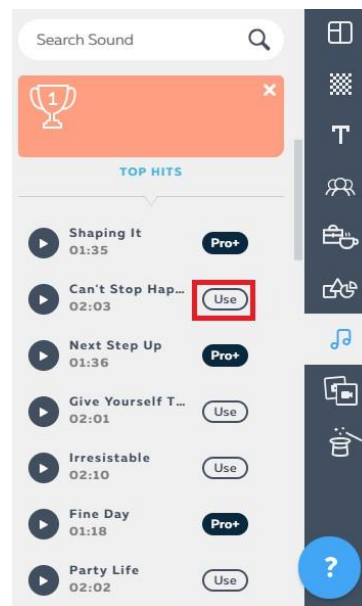 Search Sound
1
TOP HITS
Shaping It
01:35
Pro+
Can't Stop Hap...
02:03
Use
Next Step Up
01:36
Pro+
Give Yourself T...
02:01
Use
Irresistable
02:10
Use
Fine Day
01:18
Pro+
Party Life
02:02
Use
T
?